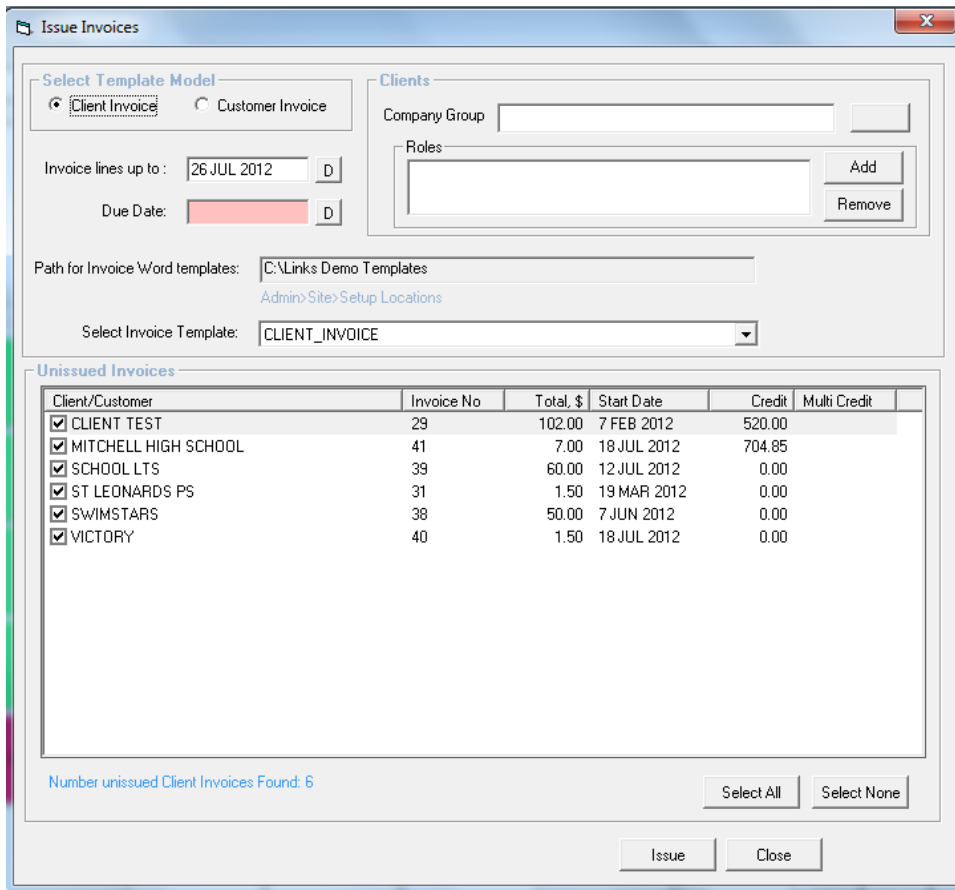 Issue Invoices
Select Template Model
Client Invoice Customer Invoice
Clients
Company Group
Roles
Add
Remove
Invoice lines up to : 26 JUL 2012 D
Due Date: D
Path for Invoice Word templates: C:\Links Demo Templates
Admin>Site>Setup Locations
Select Invoice Template: CLIENT_INVOICE
Unissued Invoices
Client/Customer Invoice No Total, $ Start Date Credit Multi Credit
CLIENT TEST 29 102.00 7 FEB 2012 520.00
MITCHELL HIGH SCHOOL 41 7.00 18 JUL 2012 704.85
SCHOOL LTS 39 60.00 12 JUL 2012 0.00
ST LEONARDS PS 31 1.50 19 MAR 2012 0.00
SWIMSTARS 38 50.00 7 JUN 2012 0.00
VICTORY 40 1.50 18 JUL 2012 0.00
Number unissued Client Invoices Found: 6
Select All Select None
Issue Close